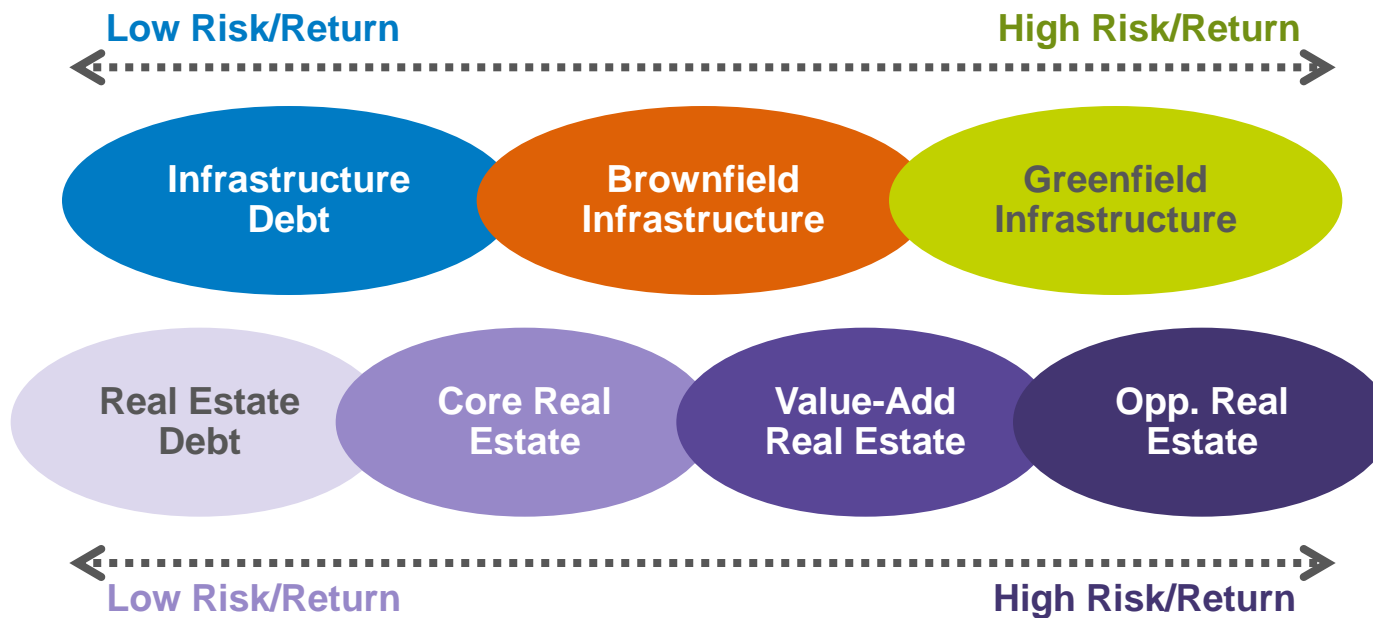 Low Risk/Return
High Risk/Return
Infrastructure
Debt
Brownfield
Infrastructure
Greenfield
Infrastructure
Real Estate
Debt
Core Real
Estate
Value-Add
Real Estate
Opp. Real
Estate
Low Risk/Return
High Risk/Return